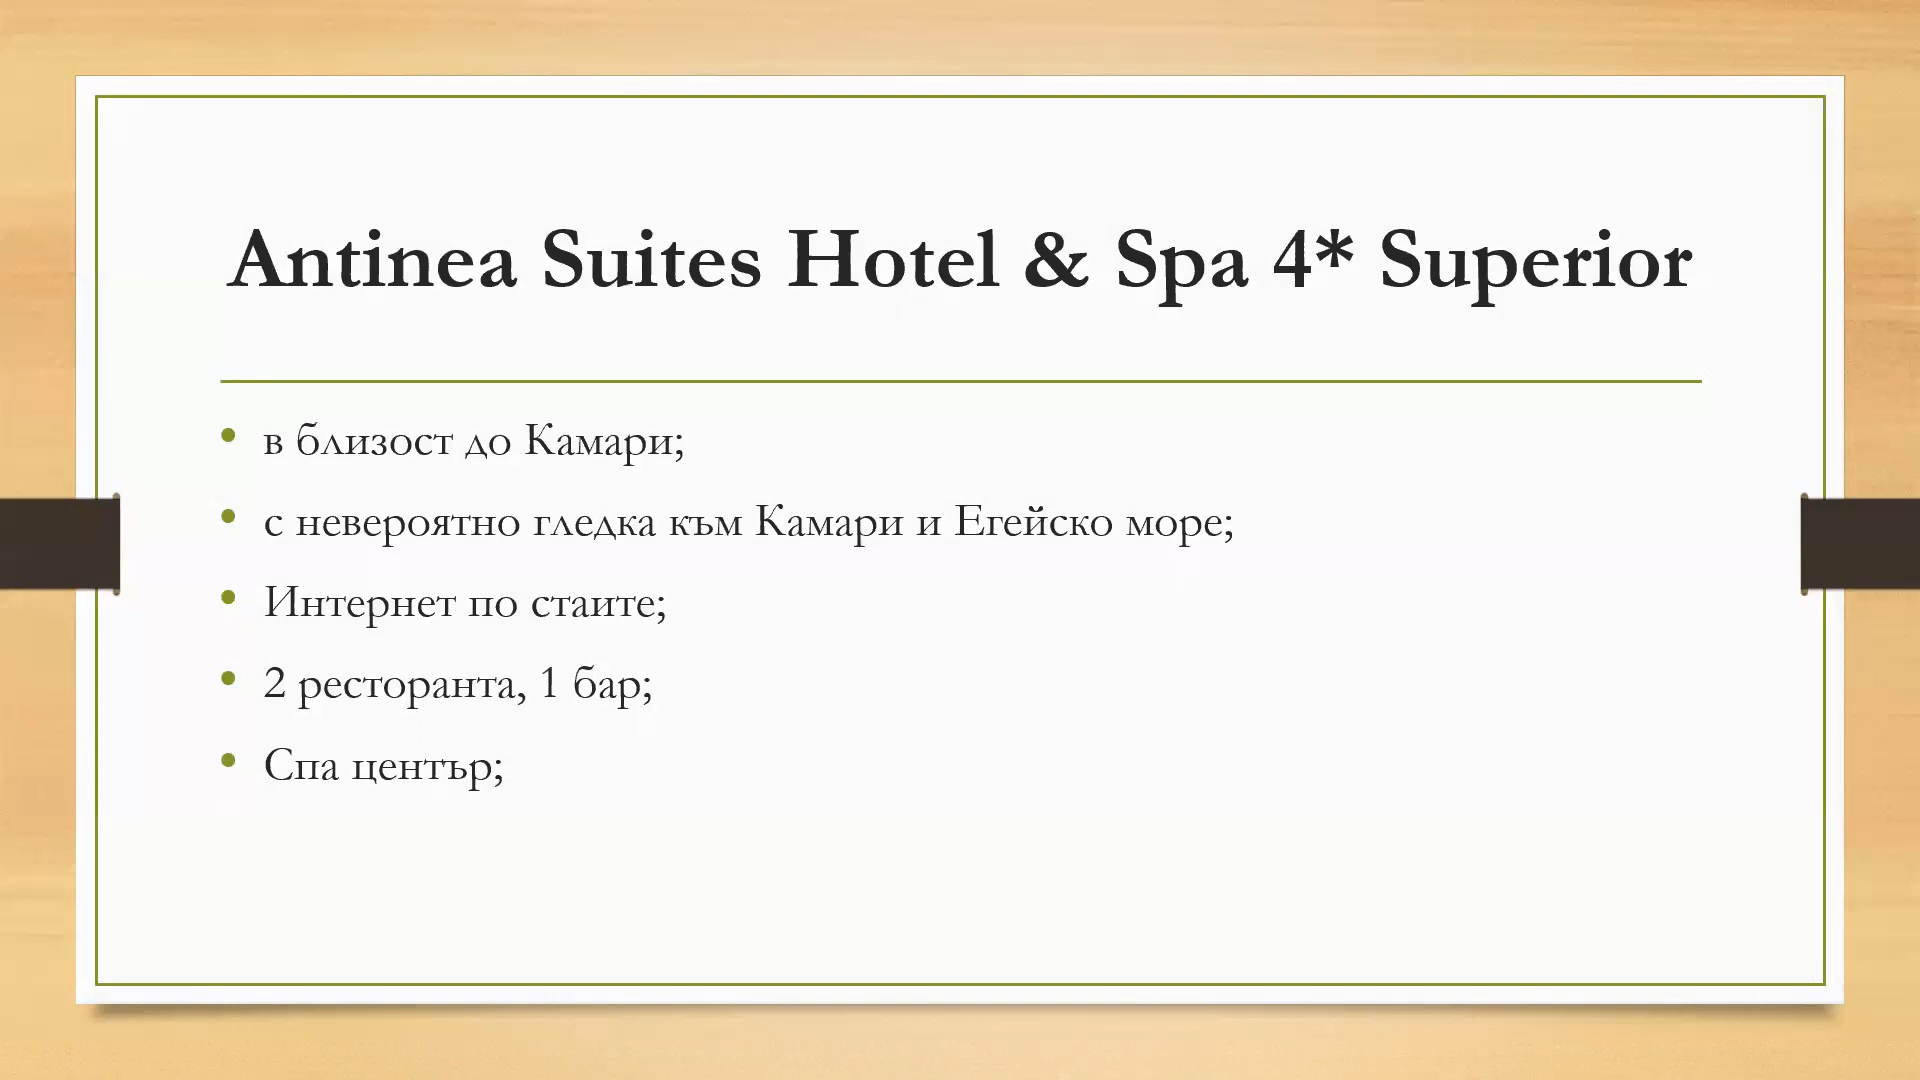 Antinea Suites Hotel & Spa 4* Superior
• в близост до Камари;
• с невероятно гледка към Камари и Егейско море;
• Интернет по стаите;
• 2 ресторанта, 1 бар;
• Спа център;